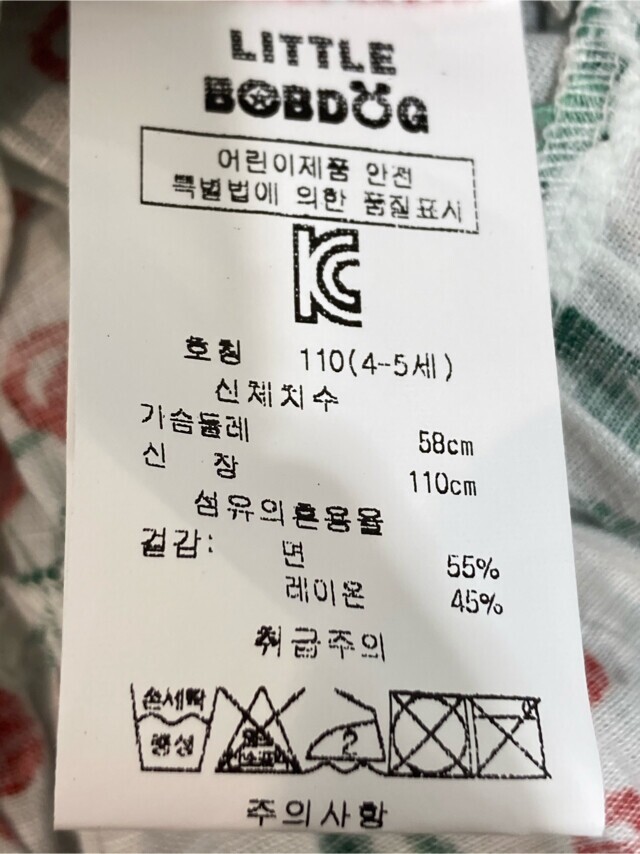 LITTLE
BOBDOG
어린이제품 안전
특별법에 의한 품질표시
KC
호칭 110(4-5세)
신체치수
가슴둘레 58cm
신 장 110cm
섬유의혼용율
겉감: 면 55%
레이온 45%
취급주의
손세탁
중성
2
주의사항